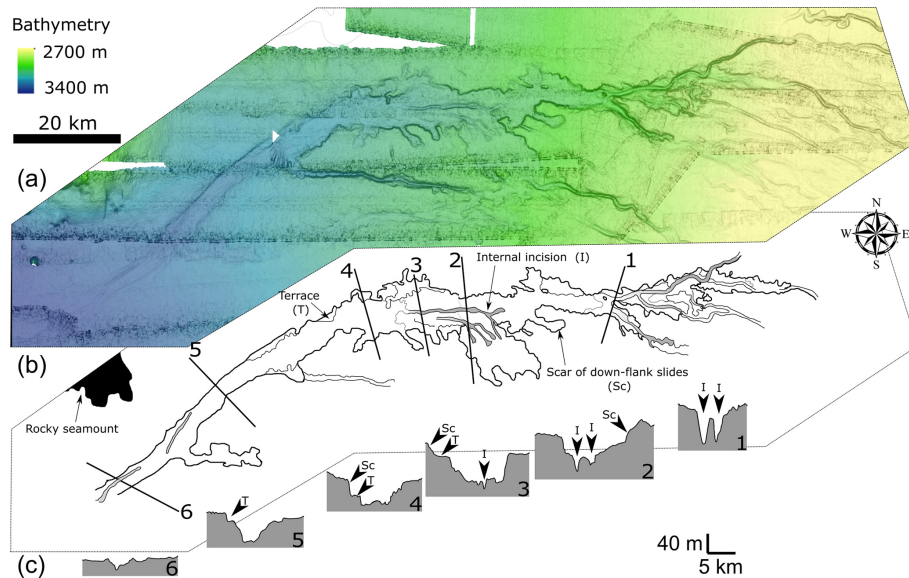 Bathymetry
2700 m
3400 m
20 km
(a)
N
W E
S
4 3 2 Internal incision (I) 1
Terrace
(T)
(b)
5
Scar of down-flank slides
(Sc)
Rocky seamount
6
I I
1
Sc
I I
2
Sc
T
I
3
Sc
T
4
T
5
6
(c)
40 m
5 km